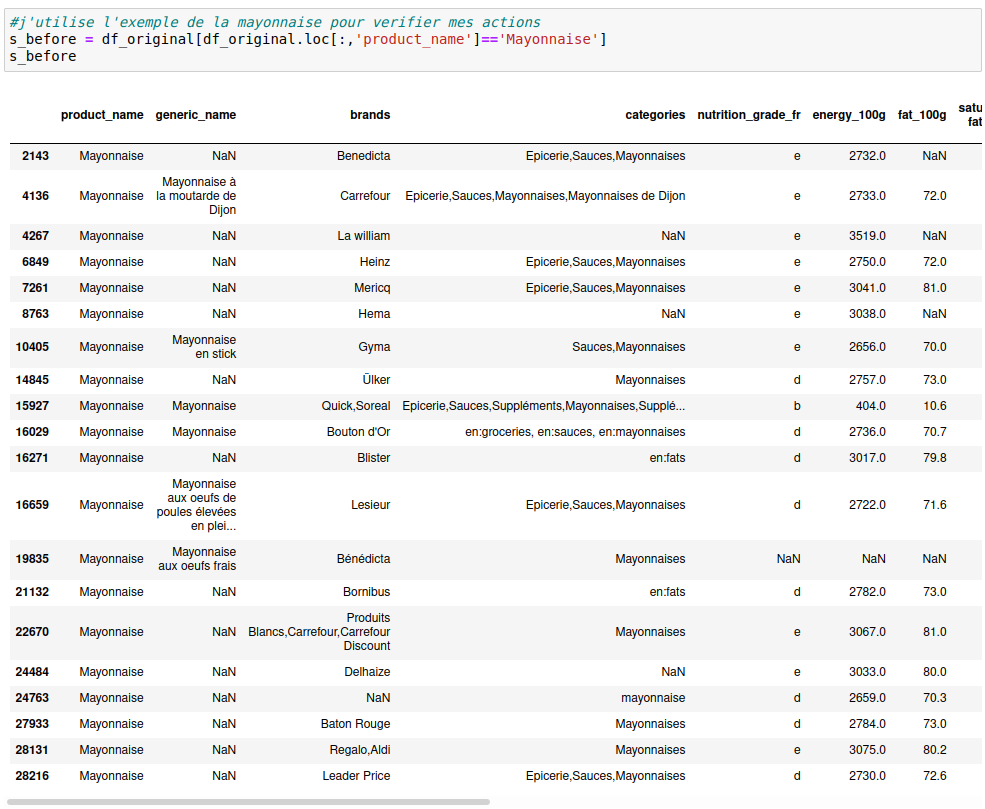 #j'utilise l'exemple de la mayonnaise pour verifier mes actions
s_before = df_original[df_original.loc[:,'product_name']=='Mayonnaise']
s_before
product_name generic_name brands categories nutrition_grade_fr energy_100g fat_100g satu
fat
2143 Mayonnaise NaN Benedicta Epicerie,Sauces,Mayonnaises e 2732.0 NaN
Mayonnaise à
4136 Mayonnaise la moutarde de Carrefour Epicerie,Sauces,Mayonnaises,Mayonnaises de Dijon e 2733.0 72.0
Dijon
4267 Mayonnaise NaN La william NaN e 3519.0 NaN
6849 Mayonnaise NaN Heinz Epicerie,Sauces,Mayonnaises e 2750.0 72.0
7261 Mayonnaise NaN Mericq Epicerie,Sauces,Mayonnaises e 3041.0 81.0
8763 Mayonnaise NaN Hema NaN e 3038.0 NaN
Mayonnaise
10405 Mayonnaise en stick Gyma Sauces,Mayonnaises e 2656.0 70.0
14845 Mayonnaise NaN Ülker Mayonnaises d 2757.0 73.0
15927 Mayonnaise Mayonnaise Quick,Soreal Epicerie,Sauces,Suppléments,Mayonnaises,Supplé... b 404.0 10.6
16029 Mayonnaise Mayonnaise Bouton d'Or en:groceries, en:sauces, en:mayonnaises d 2736.0 70.7
16271 Mayonnaise NaN Blister en:fats d 3017.0 79.8
Mayonnaise
aux oeufs de
16659 Mayonnaise poules élevées Lesieur Epicerie,Sauces,Mayonnaises d 2722.0 71.6
en plei...
Mayonnaise
19835 Mayonnaise aux oeufs frais Bénédicta Mayonnaises NaN NaN NaN
21132 Mayonnaise NaN Bornibus en:fats d 2782.0 73.0
Produits
22670 Mayonnaise NaN Blancs,Carrefour,Carrefour Mayonnaises e 3067.0 81.0
Discount
24484 Mayonnaise NaN Delhaize NaN e 3033.0 80.0
24763 Mayonnaise NaN NaN mayonnaise d 2659.0 70.3
27933 Mayonnaise NaN Baton Rouge Mayonnaises d 2784.0 73.0
28131 Mayonnaise NaN Regalo,Aldi Mayonnaises e 3075.0 80.2
28216 Mayonnaise NaN Leader Price Epicerie,Sauces,Mayonnaises d 2730.0 72.6